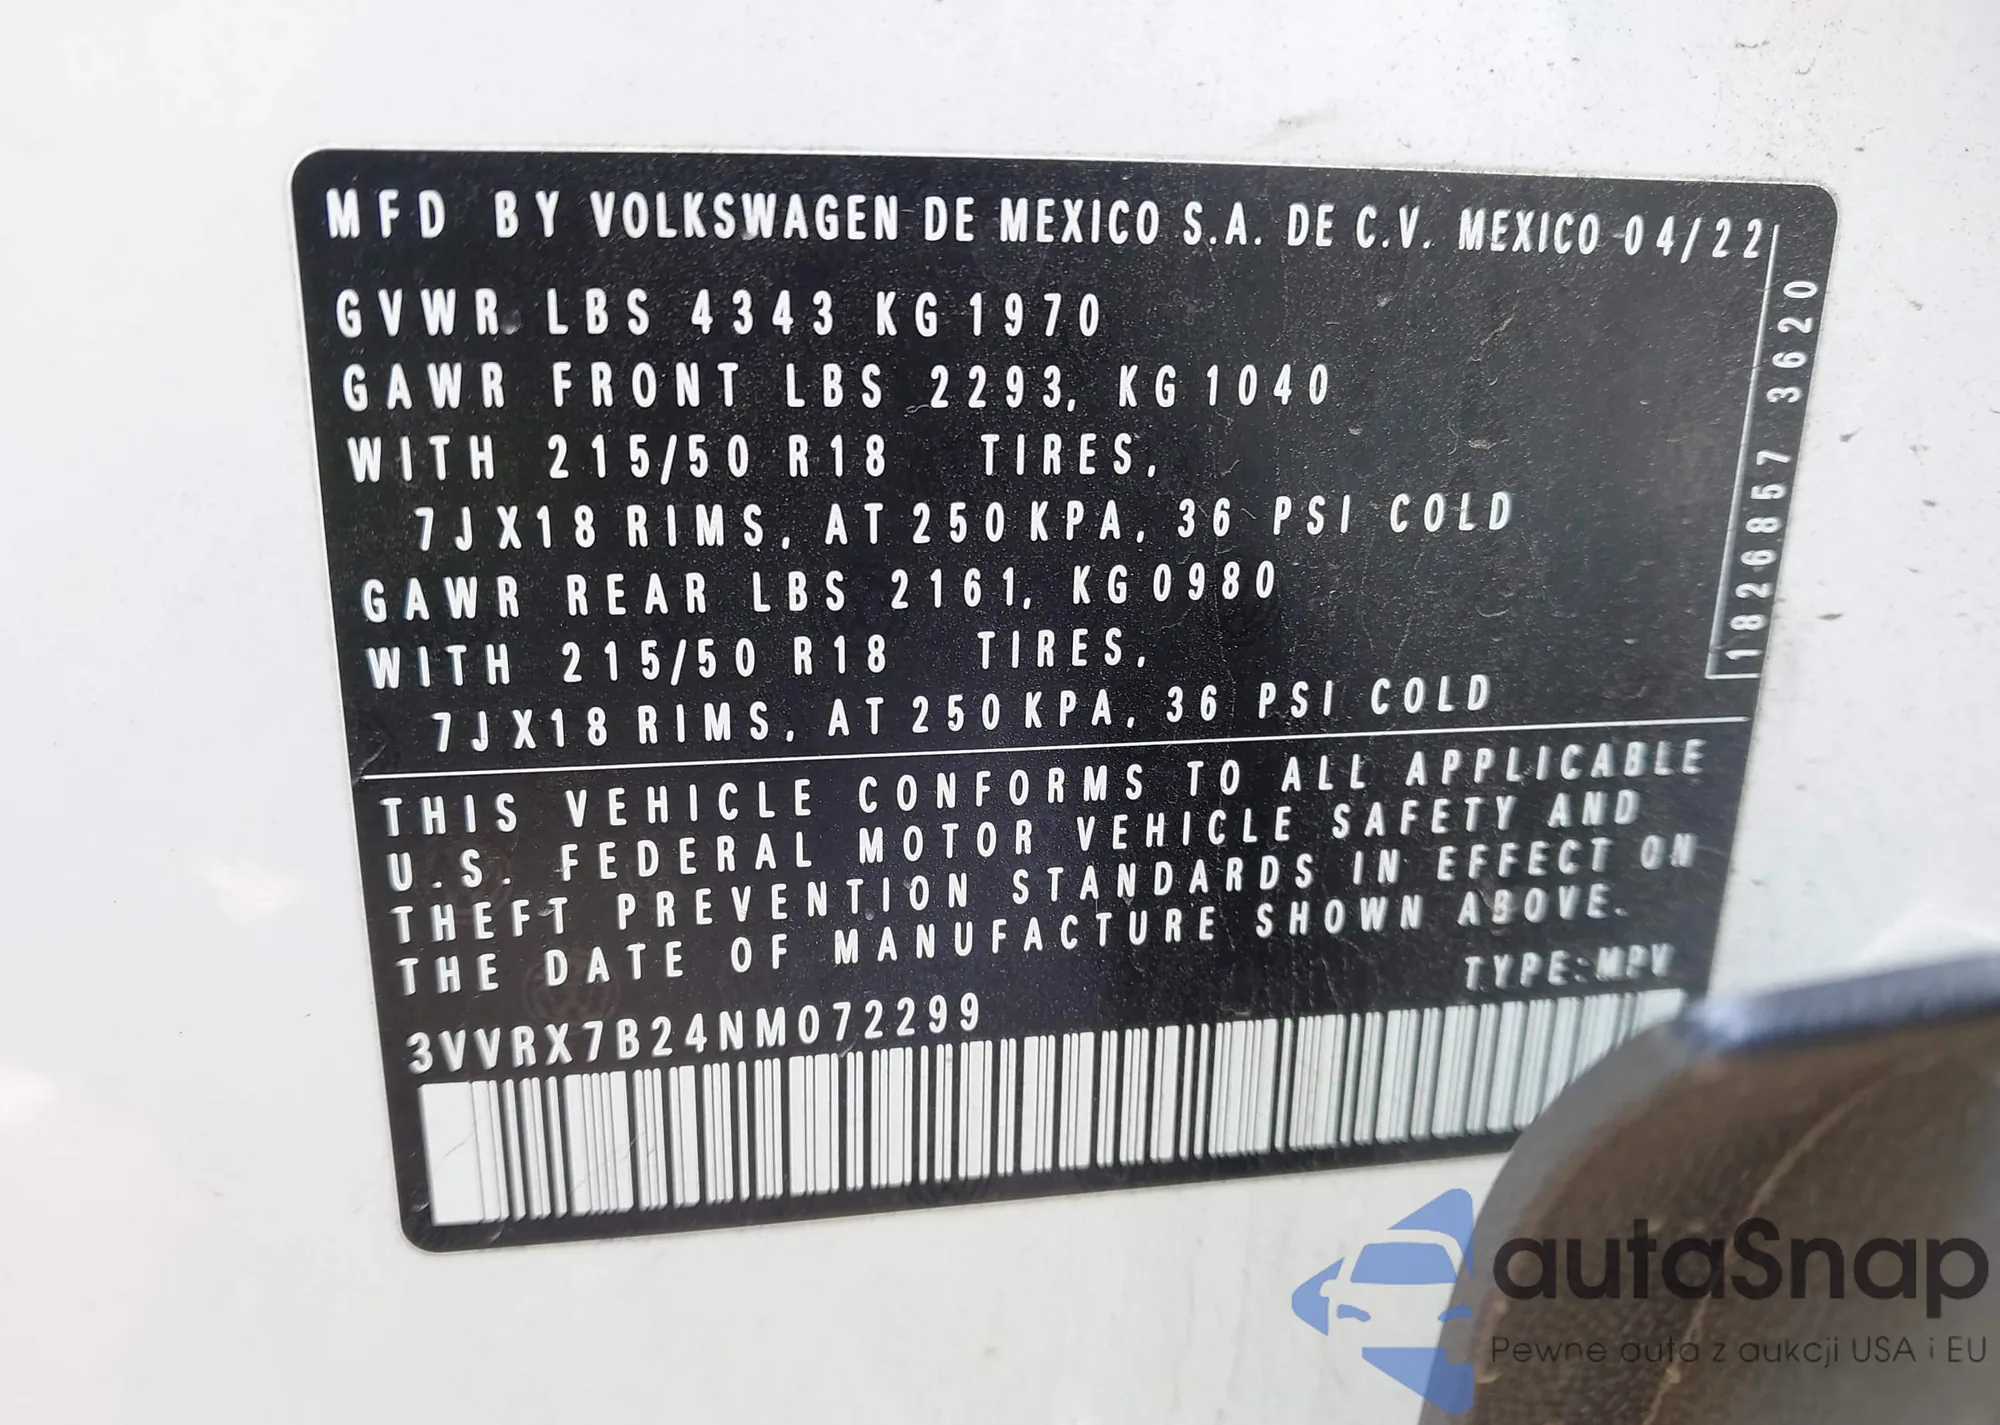 MFD BY VOLKSWAGEN DE MEXICO S.A. DE C.V. MEXICO 04/22
GVWR LBS 4343 KG 1970
GAWR FRONT LBS 2293, KG 1040
WITH 215/50 R18 TIRES,
7JX18 RIMS, AT 250 KPA, 36 PSI COLD
GAWR REAR LBS 2161, KG 0980
WITH 215/50 R18 TIRES,
7JX18 RIMS, AT 250 KPA, 36 PSI COLD
1826857 3620
THIS VEHICLE CONFORMS TO ALL APPLICABLE
U.S. FEDERAL MOTOR VEHICLE SAFETY AND
THEFT PREVENTION STANDARDS IN EFFECT ON
THE DATE OF MANUFACTURE SHOWN ABOVE.
3VVRX7B24NM072299 TYPE:MPV
autaSnap
Pewne auta z aukcji USA i EU